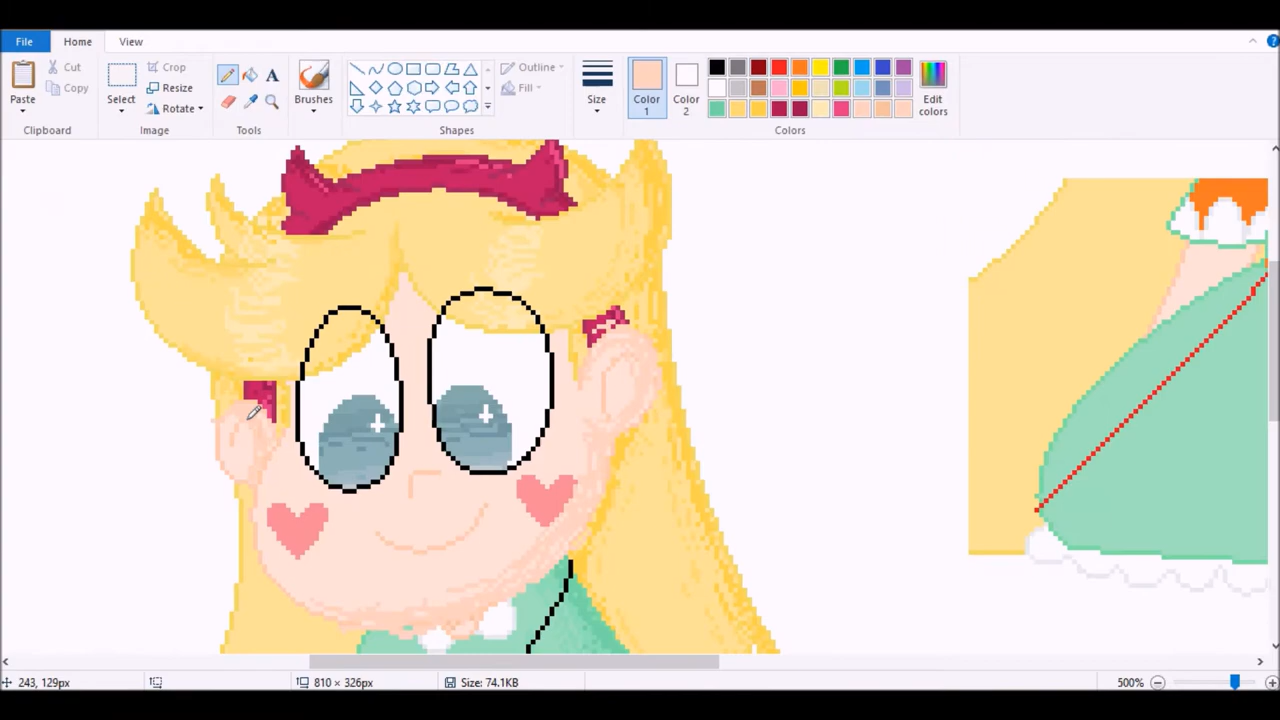 File Home View
Paste
Cut
Copy
Clipboard
Select
Crop
Resize
Rotate
Image
A
Tools
Brushes
Outline
Fill
Shapes
Size
Color 1
Color 2
Edit colors
Colors
243, 129px
810 × 326px
Size: 74.1KB
500%